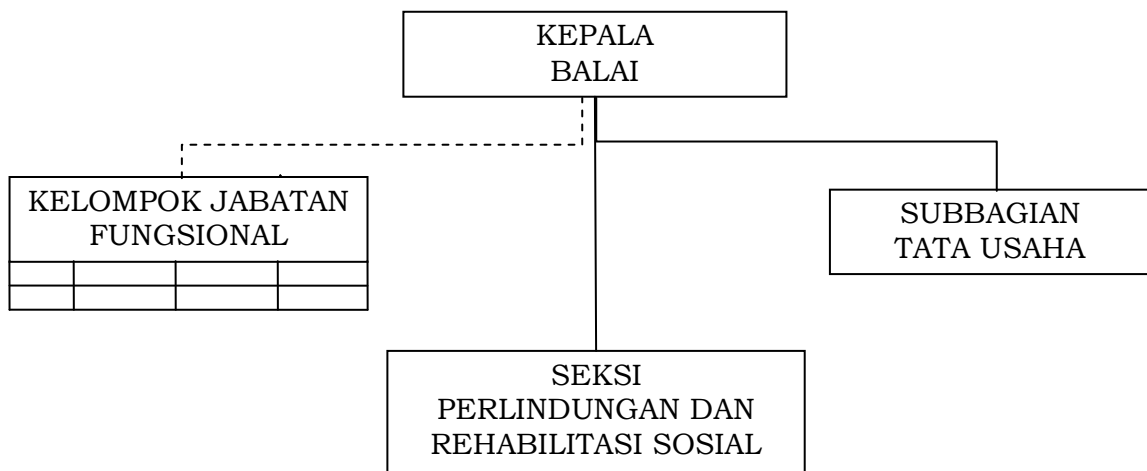 KEPALA
BALAI
KELOMPOK JABATAN
FUNGSIONAL
SUBBAGIAN
TATA USAHA
SEKSI
PERLINDUNGAN DAN
REHABILITASI SOSIAL